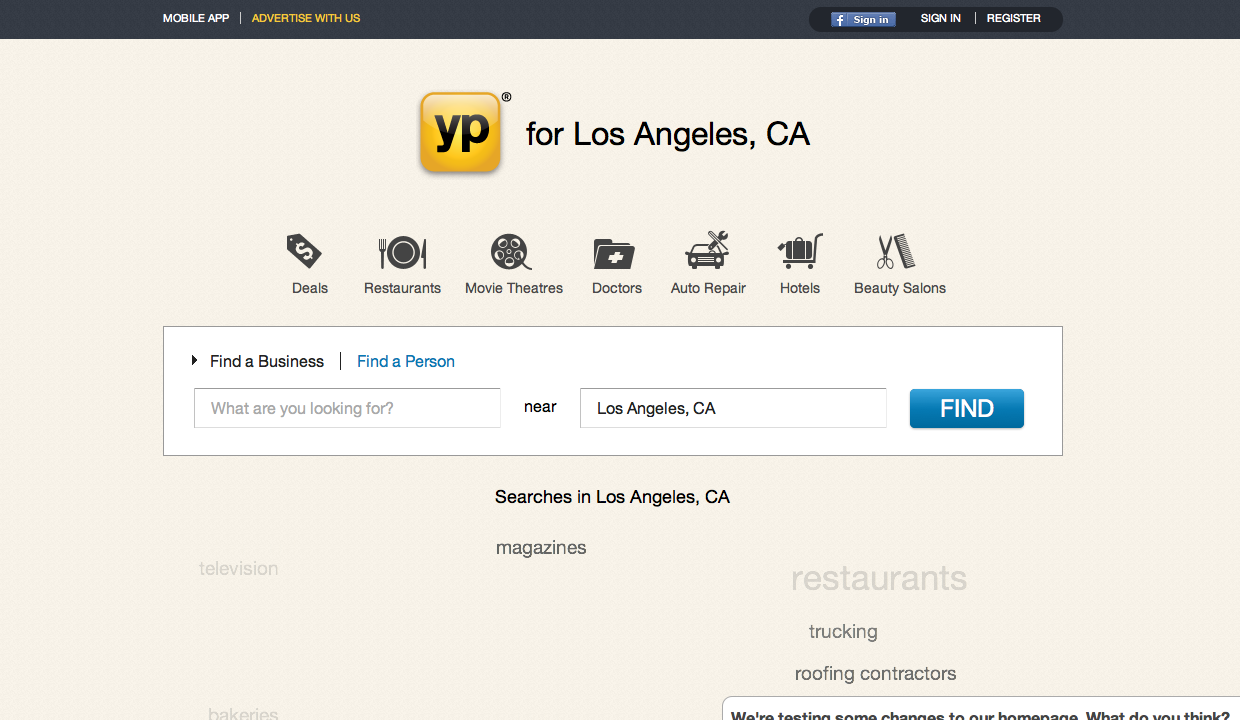 MOBILE APP | ADVERTISE WITH US
f Sign in SIGN IN | REGISTER
yp® for Los Angeles, CA
Deals Restaurants Movie Theatres Doctors Auto Repair Hotels Beauty Salons
Find a Business | Find a Person
What are you looking for? near Los Angeles, CA FIND
Searches in Los Angeles, CA
magazines
television
restaurants
trucking
roofing contractors
bakeries
We're testing some changes to our homepage. What do you think?